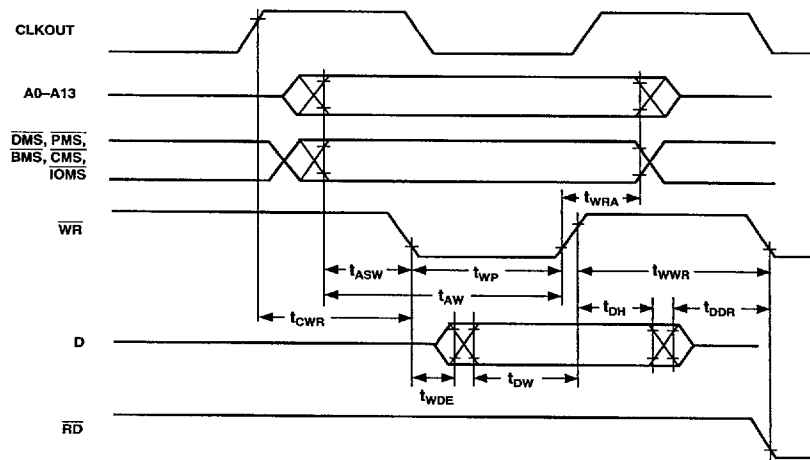 CLKOUT
A0–A13
DMS, PMS,
BMS, CMS,
IOMS
tWRA
WR
tASW
tWP
tWWR
tAW
tCWR
tDH
tDDR
D
tWDE
tDW
RD